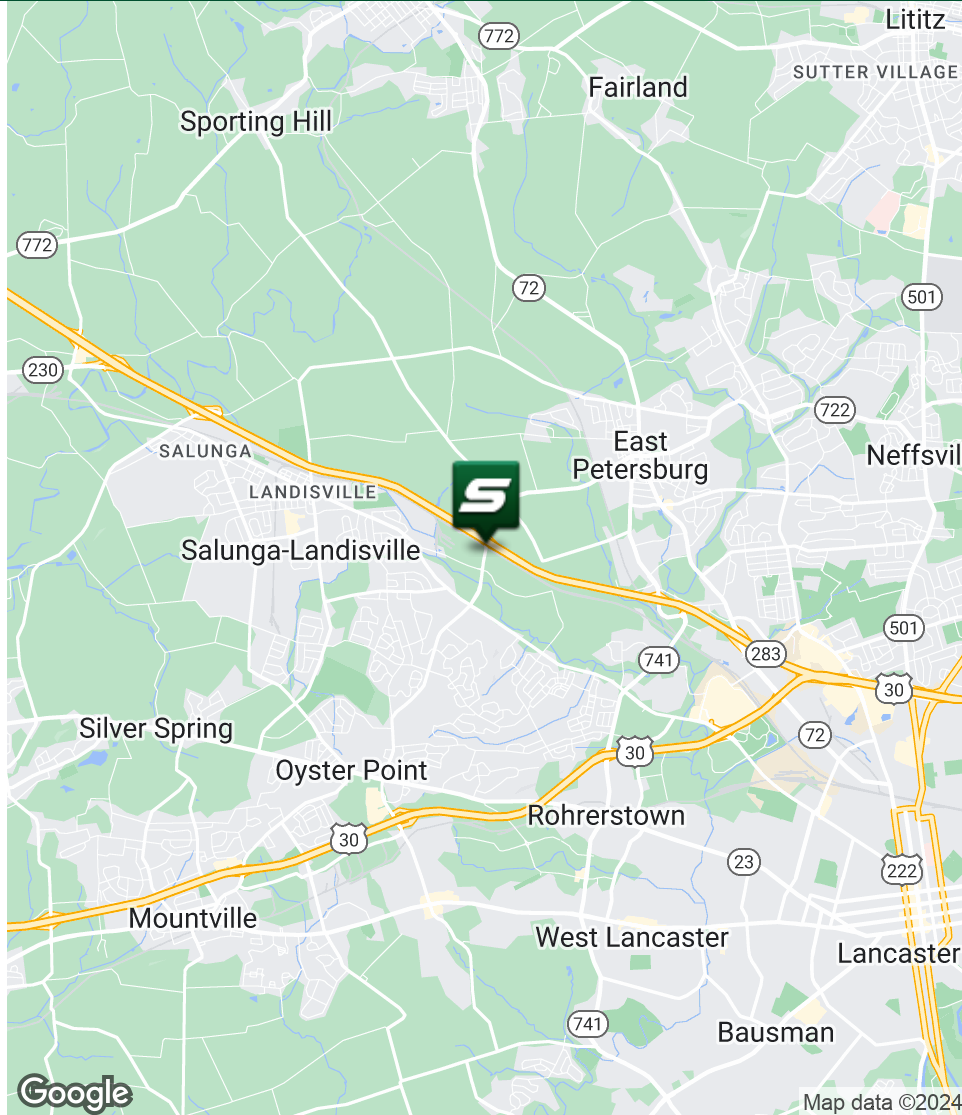 Lititz
772
SUTTER VILLAGE
Fairland
Sporting Hill
772
72
501
230
722
East
Petersburg
SALUNGA
Neffsvil
LANDISVILLE
S
Salunga-Landisville
501
741
283
30
Silver Spring
72
30
Oyster Point
Rohrerstown
30
23
222
Mountville
West Lancaster
Lancaster
741
Bausman
Google
Map data ©2024